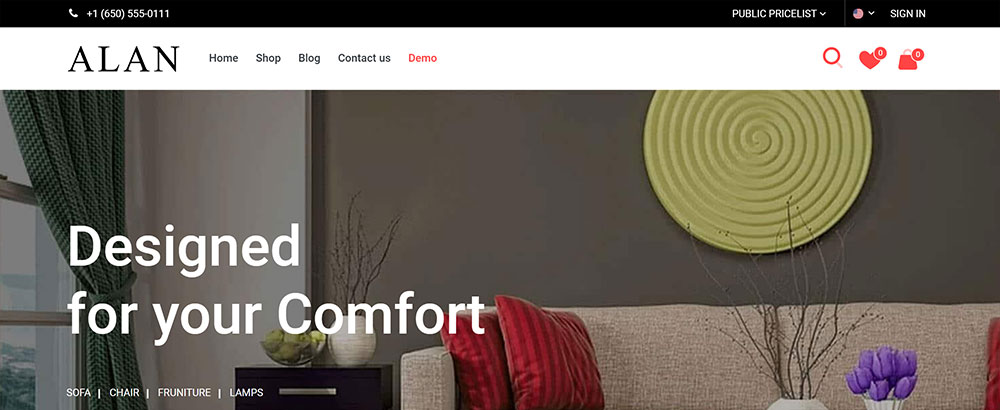 +1 (650) 555-0111 PUBLIC PRICELIST SIGN IN
ALAN Home Shop Blog Contact us Demo 0 0
Designed
for your Comfort
SOFA | CHAIR | FRUNITURE | LAMPS